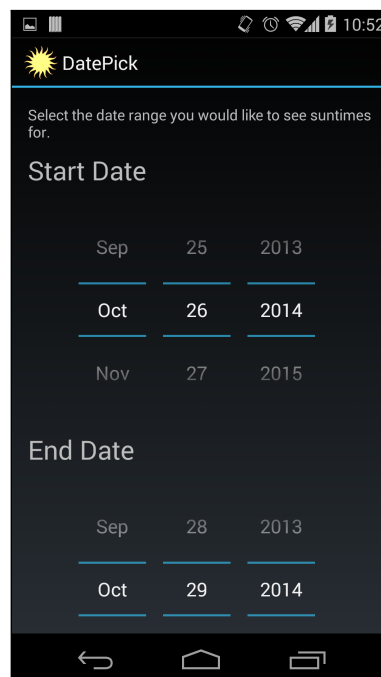 10:52
DatePick
Select the date range you would like to see suntimes
for.
Start Date
Sep 25 2013
Oct 26 2014
Nov 27 2015
End Date
Sep 28 2013
Oct 29 2014